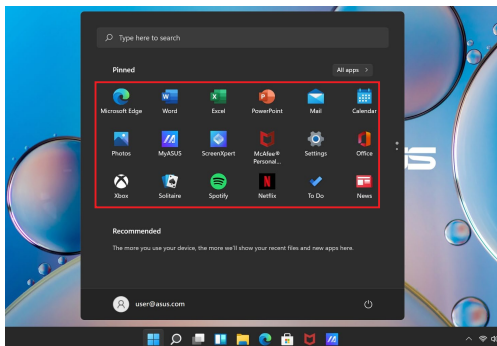 Type here to search
Pinned
All apps >
Microsoft Edge
Word
Excel
PowerPoint
Mail
Calendar
Photos
MyASUS
ScreenXpert
McAfee®
Personal...
Settings
Office
Xbox
Solitaire
Spotify
Netflix
To Do
News
Recommended
The more you use your device, the more we'll show your recent files and new apps here.
user@asus.com